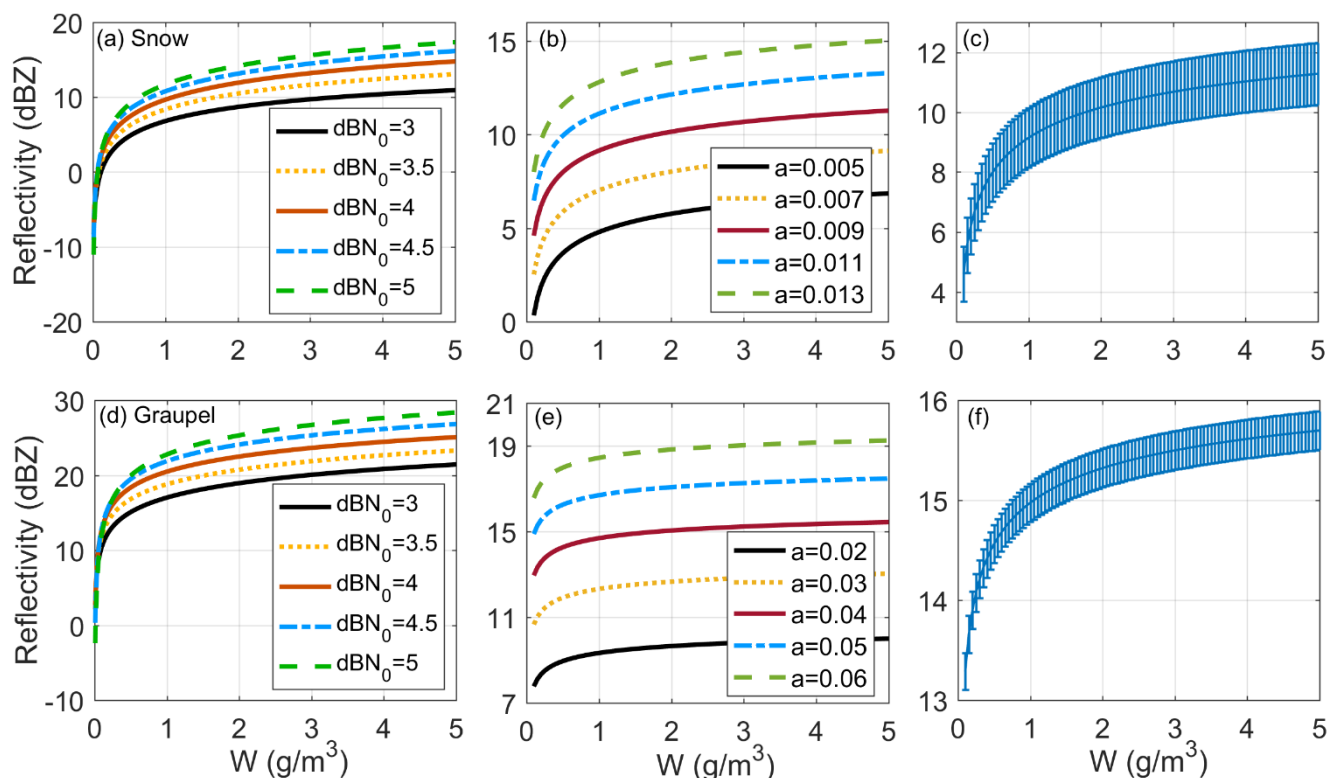 (a) Snow
Reflectivity (dBZ)
20
10
0
-10
-20
0 1 2 3 4 5
dBN0=3
dBN0=3.5
dBN0=4
dBN0=4.5
dBN0=5
(b)
15
10
5
0
0 1 2 3 4 5
a=0.005
a=0.007
a=0.009
a=0.011
a=0.013
(c)
12
10
8
6
4
0 1 2 3 4 5
(d) Graupel
Reflectivity (dBZ)
30
20
10
0
-10
0 1 2 3 4 5
W (g/m³)
dBN0=3
dBN0=3.5
dBN0=4
dBN0=4.5
dBN0=5
(e)
21
19
15
11
7
0 1 2 3 4 5
W (g/m³)
a=0.02
a=0.03
a=0.04
a=0.05
a=0.06
(f)
16
15
14
13
0 1 2 3 4 5
W (g/m³)